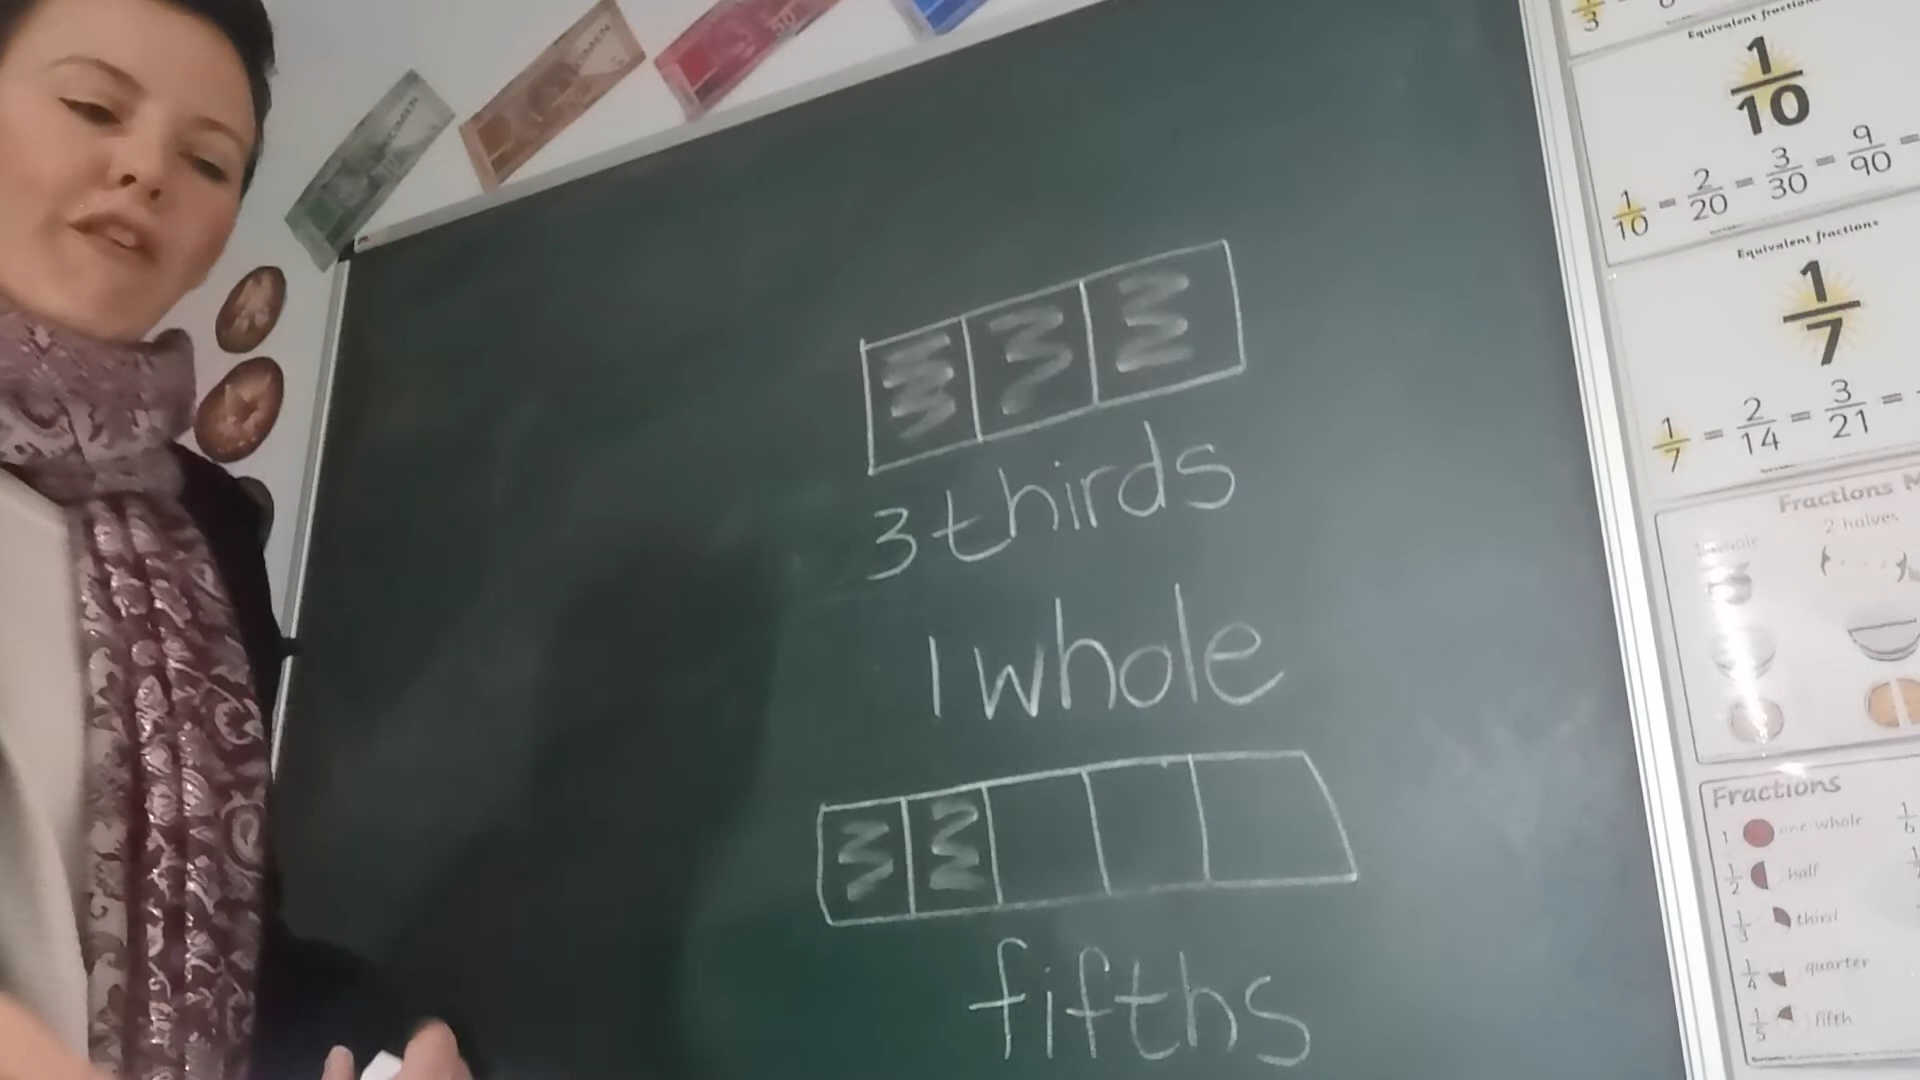 3 thirds
1 whole
fifths
Equivalent fractions
1/10
1/10 = 2/20 = 3/30 = 9/90 =
Equivalent fractions
1/7
1/7 = 2/14 = 3/21 =
Fractions
2 halves
Fractions
1 one whole
1/2 half
1/3 third
1/4 quarter
1/5 fifth